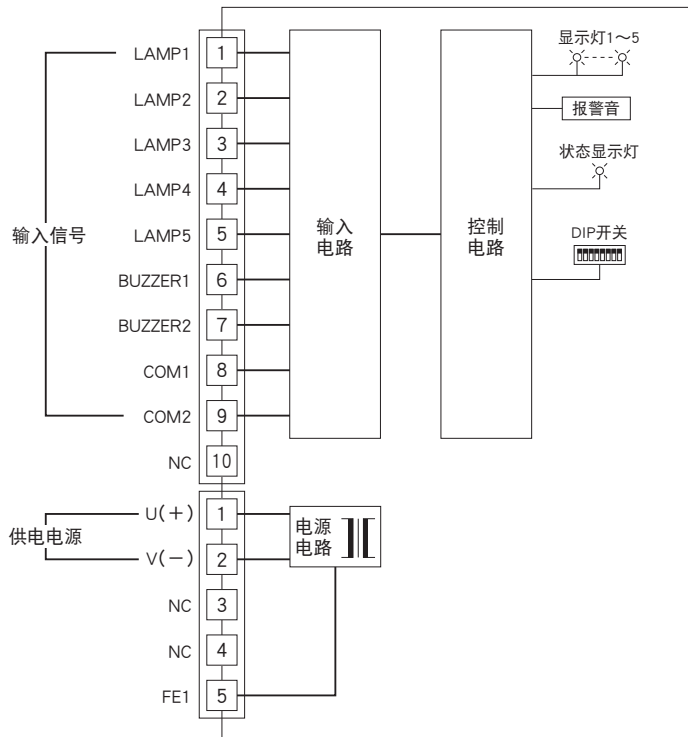 输入信号
LAMP1 1
LAMP2 2
LAMP3 3
LAMP4 4
LAMP5 5
BUZZER1 6
BUZZER2 7
COM1 8
COM2 9
NC 10
输入
电路
控制
电路
显示灯1～5
报警音
状态显示灯
DIP开关
供电电源
U(+) 1
V(−) 2
NC 3
NC 4
FE1 5
电源
电路